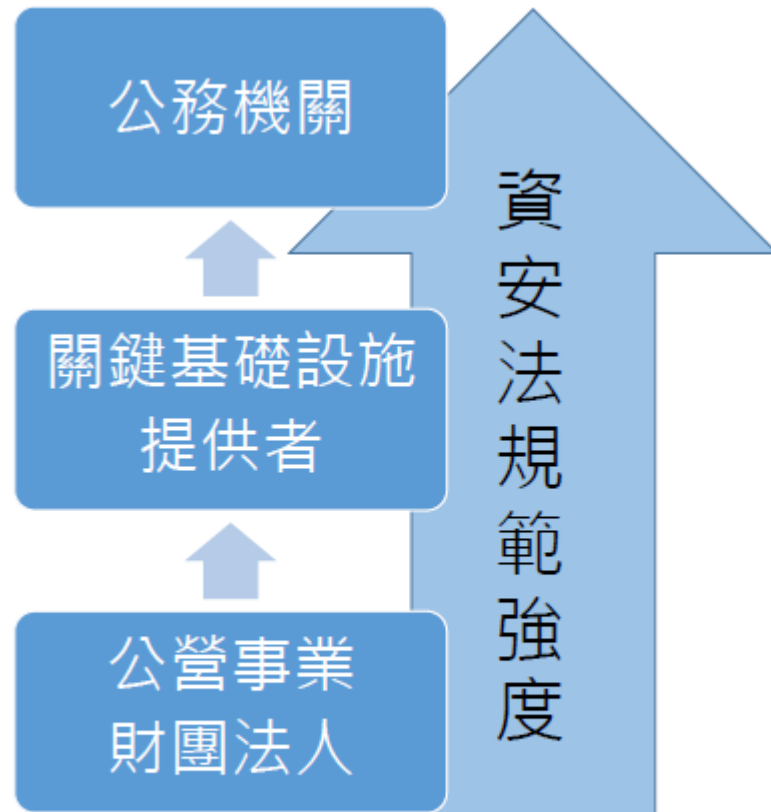 公務機關
關鍵基礎設施
提供者
公營事業
財團法人
資安法規範強度